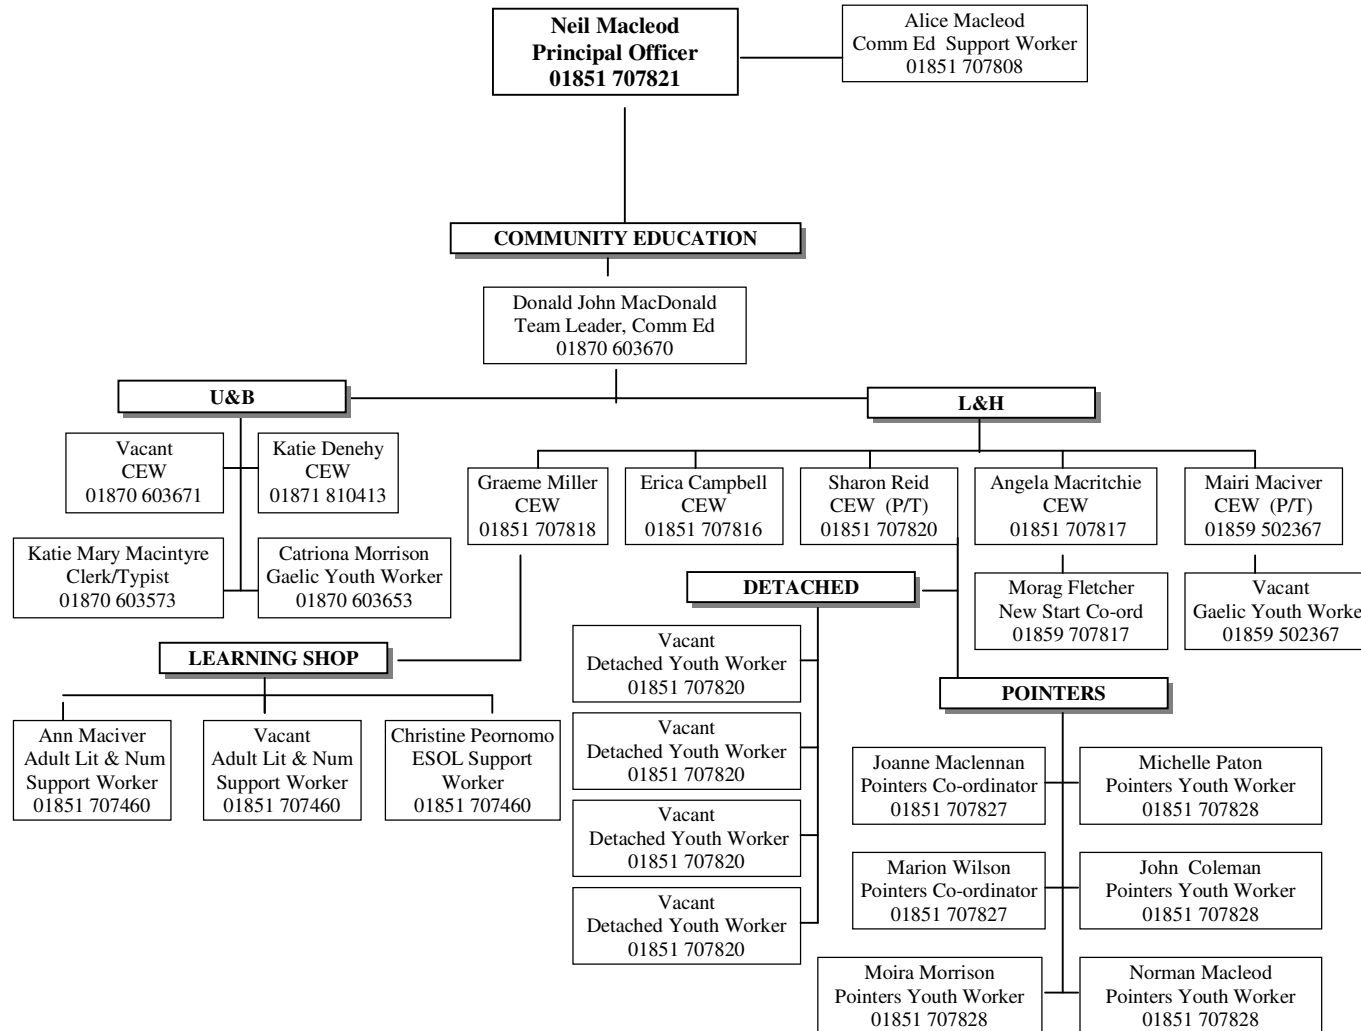 Neil Macleod
Principal Officer
01851 707821
Alice Macleod
Comm Ed  Support Worker
01851 707808
COMMUNITY EDUCATION
Donald John MacDonald
Team Leader, Comm Ed
01870 603670
U&B
L&H
Vacant
CEW
01870 603671
Katie Denehy
CEW
01871 810413
Katie Mary Macintyre
Clerk/Typist
01870 603573
Catriona Morrison
Gaelic Youth Worker
01870 603653
Graeme Miller
CEW
01851 707818
Erica Campbell
CEW
01851 707816
Sharon Reid
CEW  (P/T)
01851 707820
Angela Macritchie
CEW
01851 707817
Mairi Maciver
CEW  (P/T)
01859 502367
Morag Fletcher
New Start Co-ord
01859 707817
Vacant
Gaelic Youth Worke
01859 502367
LEARNING SHOP
Ann Maciver
Adult Lit & Num
Support Worker
01851 707460
Vacant
Adult Lit & Num
Support Worker
01851 707460
Christine Peornomo
ESOL Support
Worker
01851 707460
DETACHED
Vacant
Detached Youth Worker
01851 707820
Vacant
Detached Youth Worker
01851 707820
Vacant
Detached Youth Worker
01851 707820
Vacant
Detached Youth Worker
01851 707820
POINTERS
Joanne Maclennan
Pointers Co-ordinator
01851 707827
Michelle Paton
Pointers Youth Worker
01851 707828
Marion Wilson
Pointers Co-ordinator
01851 707827
John  Coleman
Pointers Youth Worker
01851 707828
Moira Morrison
Pointers Youth Worker
01851 707828
Norman Macleod
Pointers Youth Worker
01851 707828